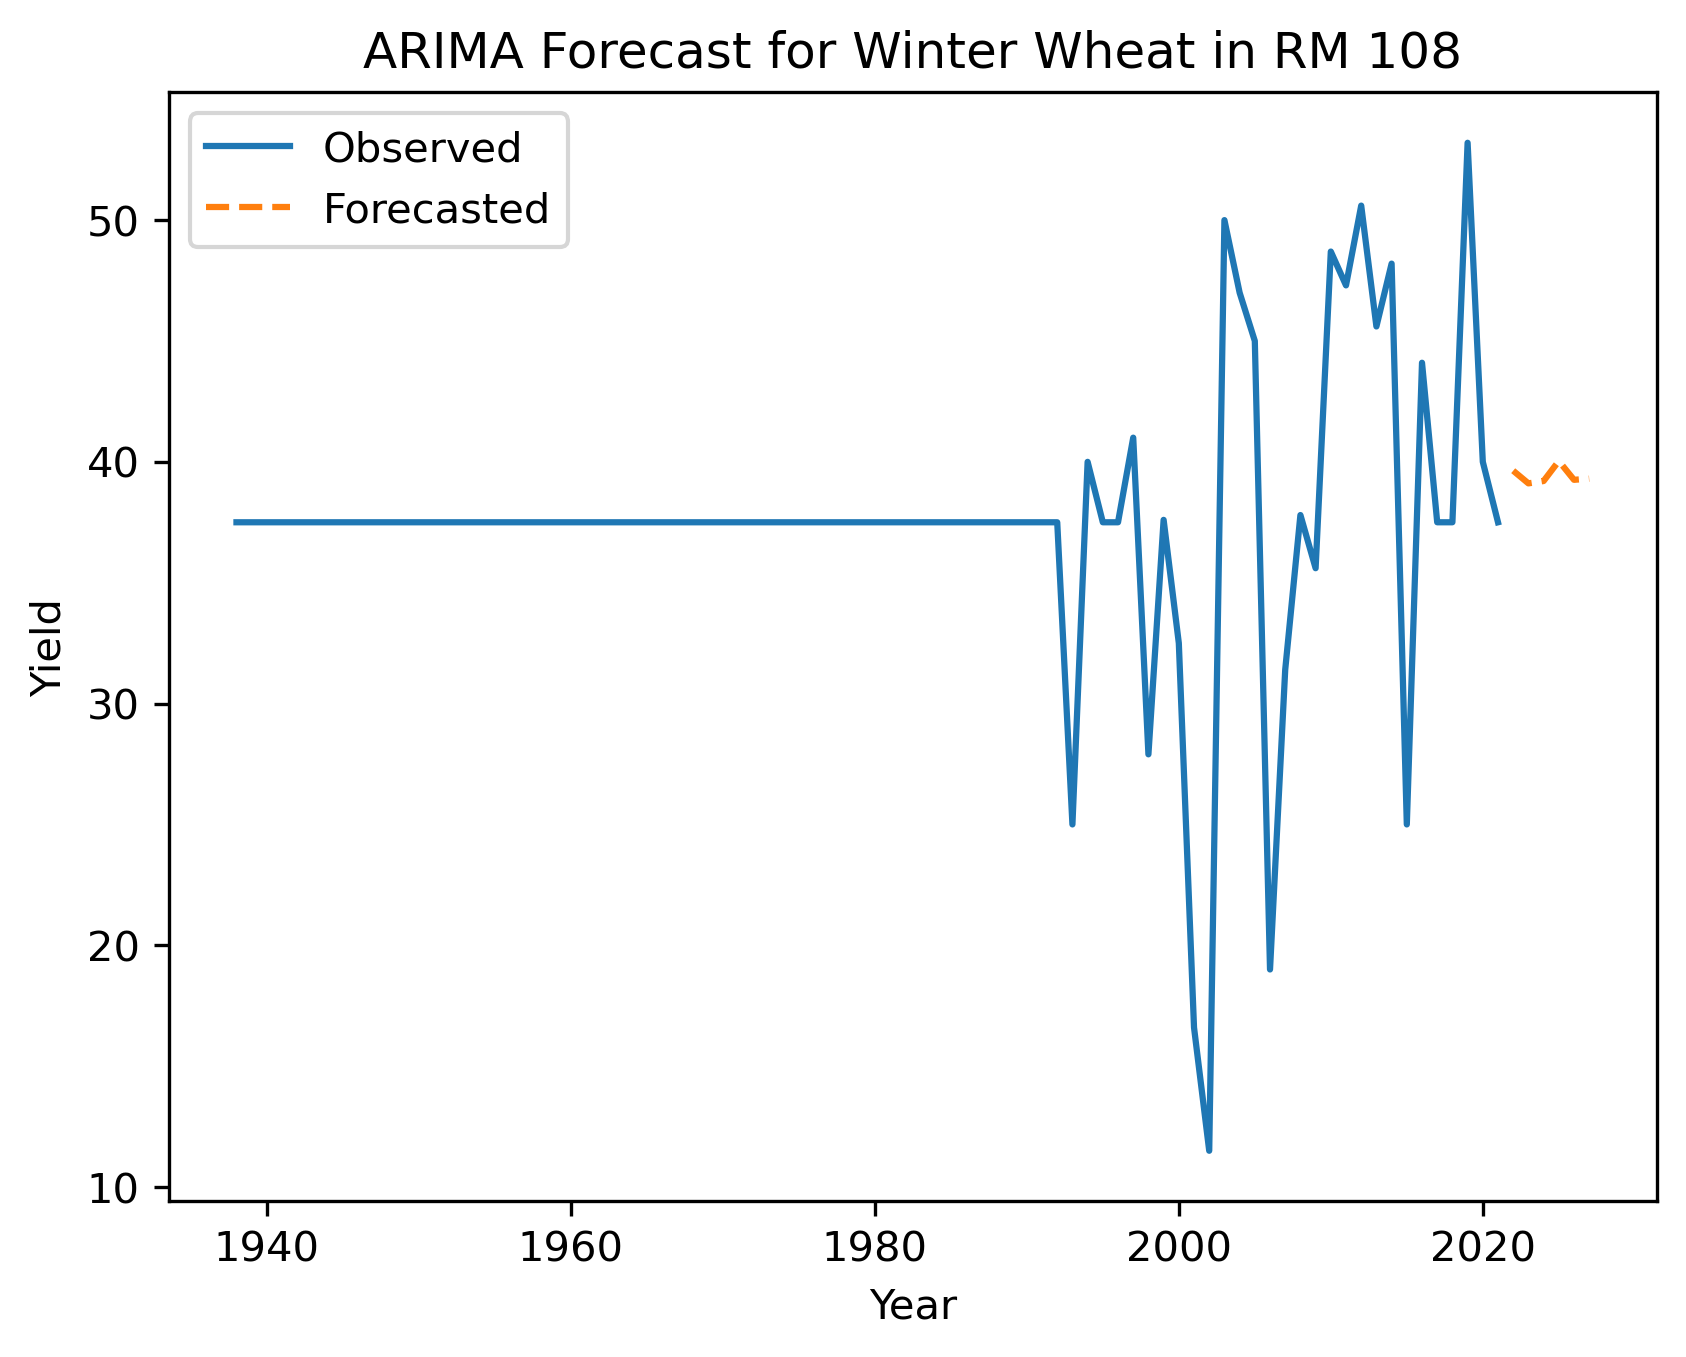 ARIMA Forecast for Winter Wheat in RM 108
Observed
Forecasted
50
40
30
20
10
Yield
1940 1960 1980 2000 2020
Year